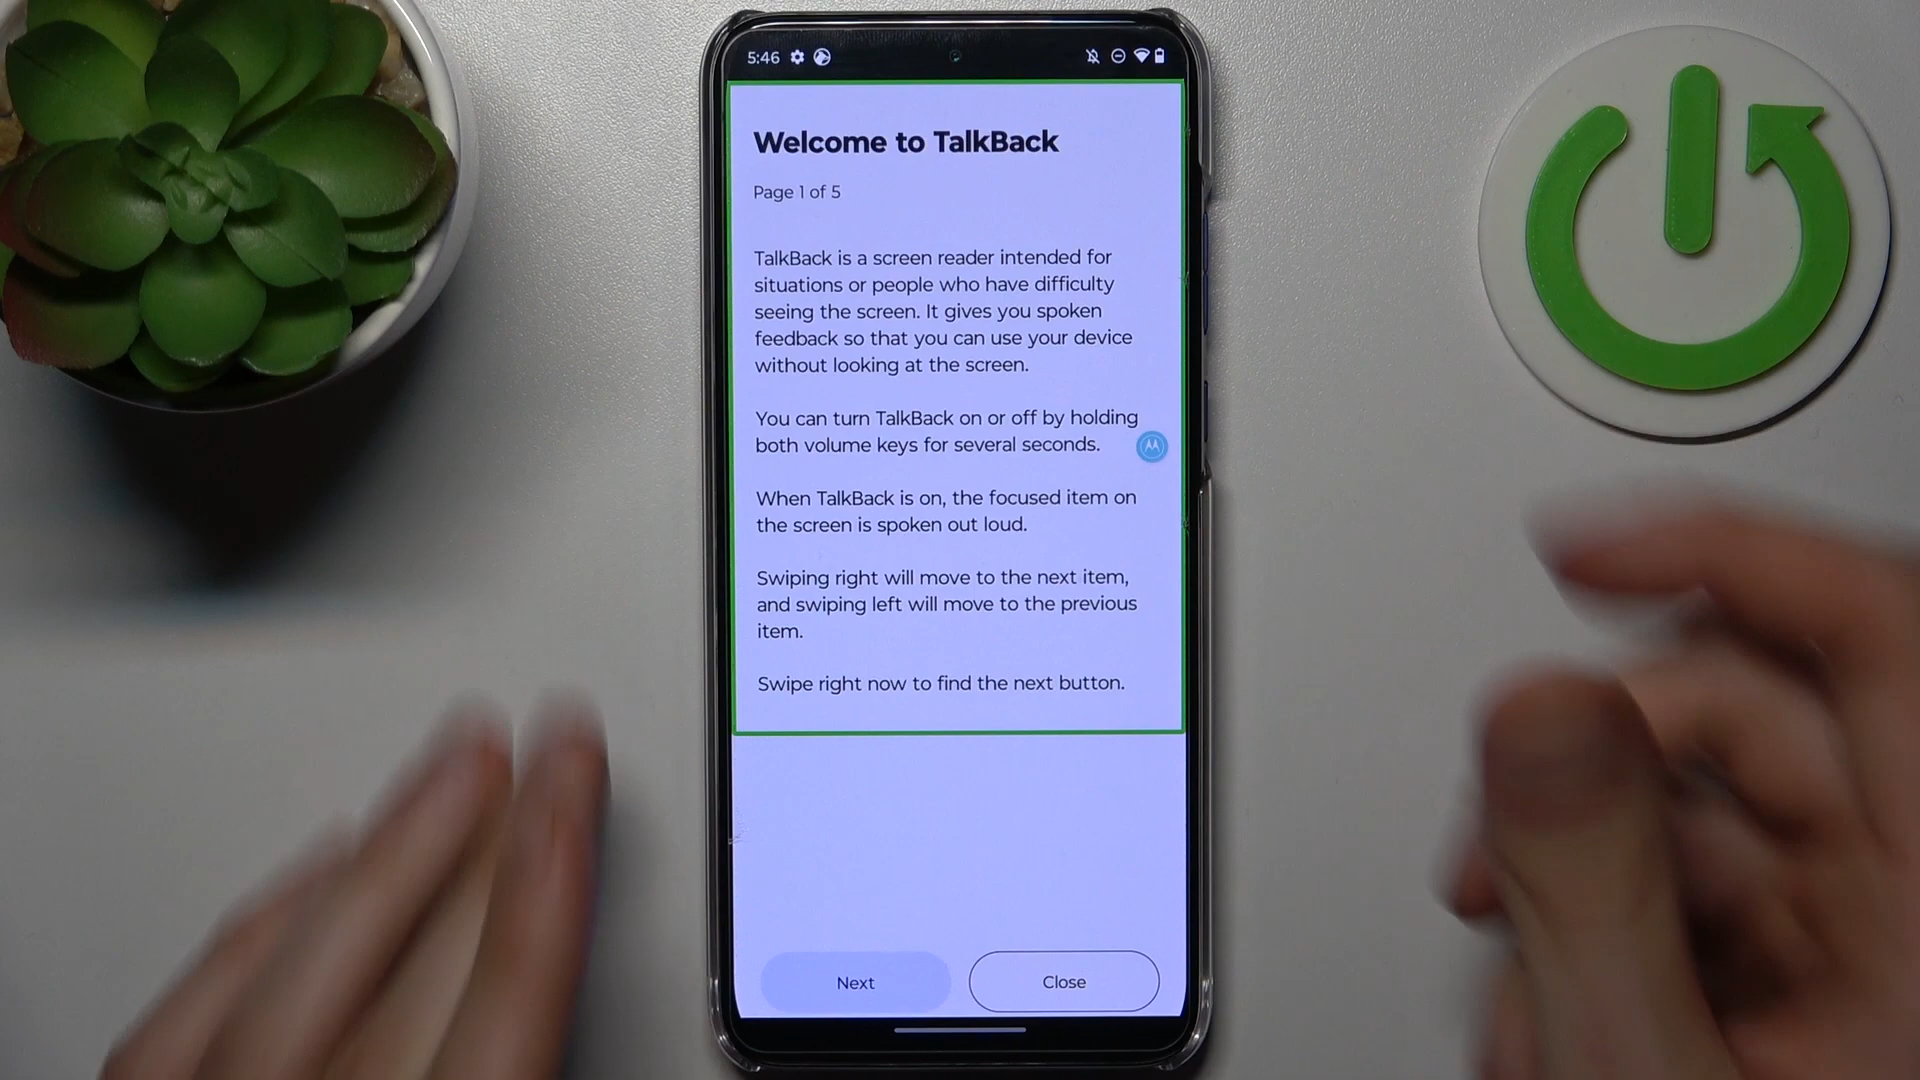 5:46
Welcome to TalkBack
Page 1 of 5
TalkBack is a screen reader intended for
situations or people who have difficulty
seeing the screen. It gives you spoken
feedback so that you can use your device
without looking at the screen.
You can turn TalkBack on or off by holding
both volume keys for several seconds.
When TalkBack is on, the focused item on
the screen is spoken out loud.
Swiping right will move to the next item,
and swiping left will move to the previous
item.
Swipe right now to find the next button.
Next
Close